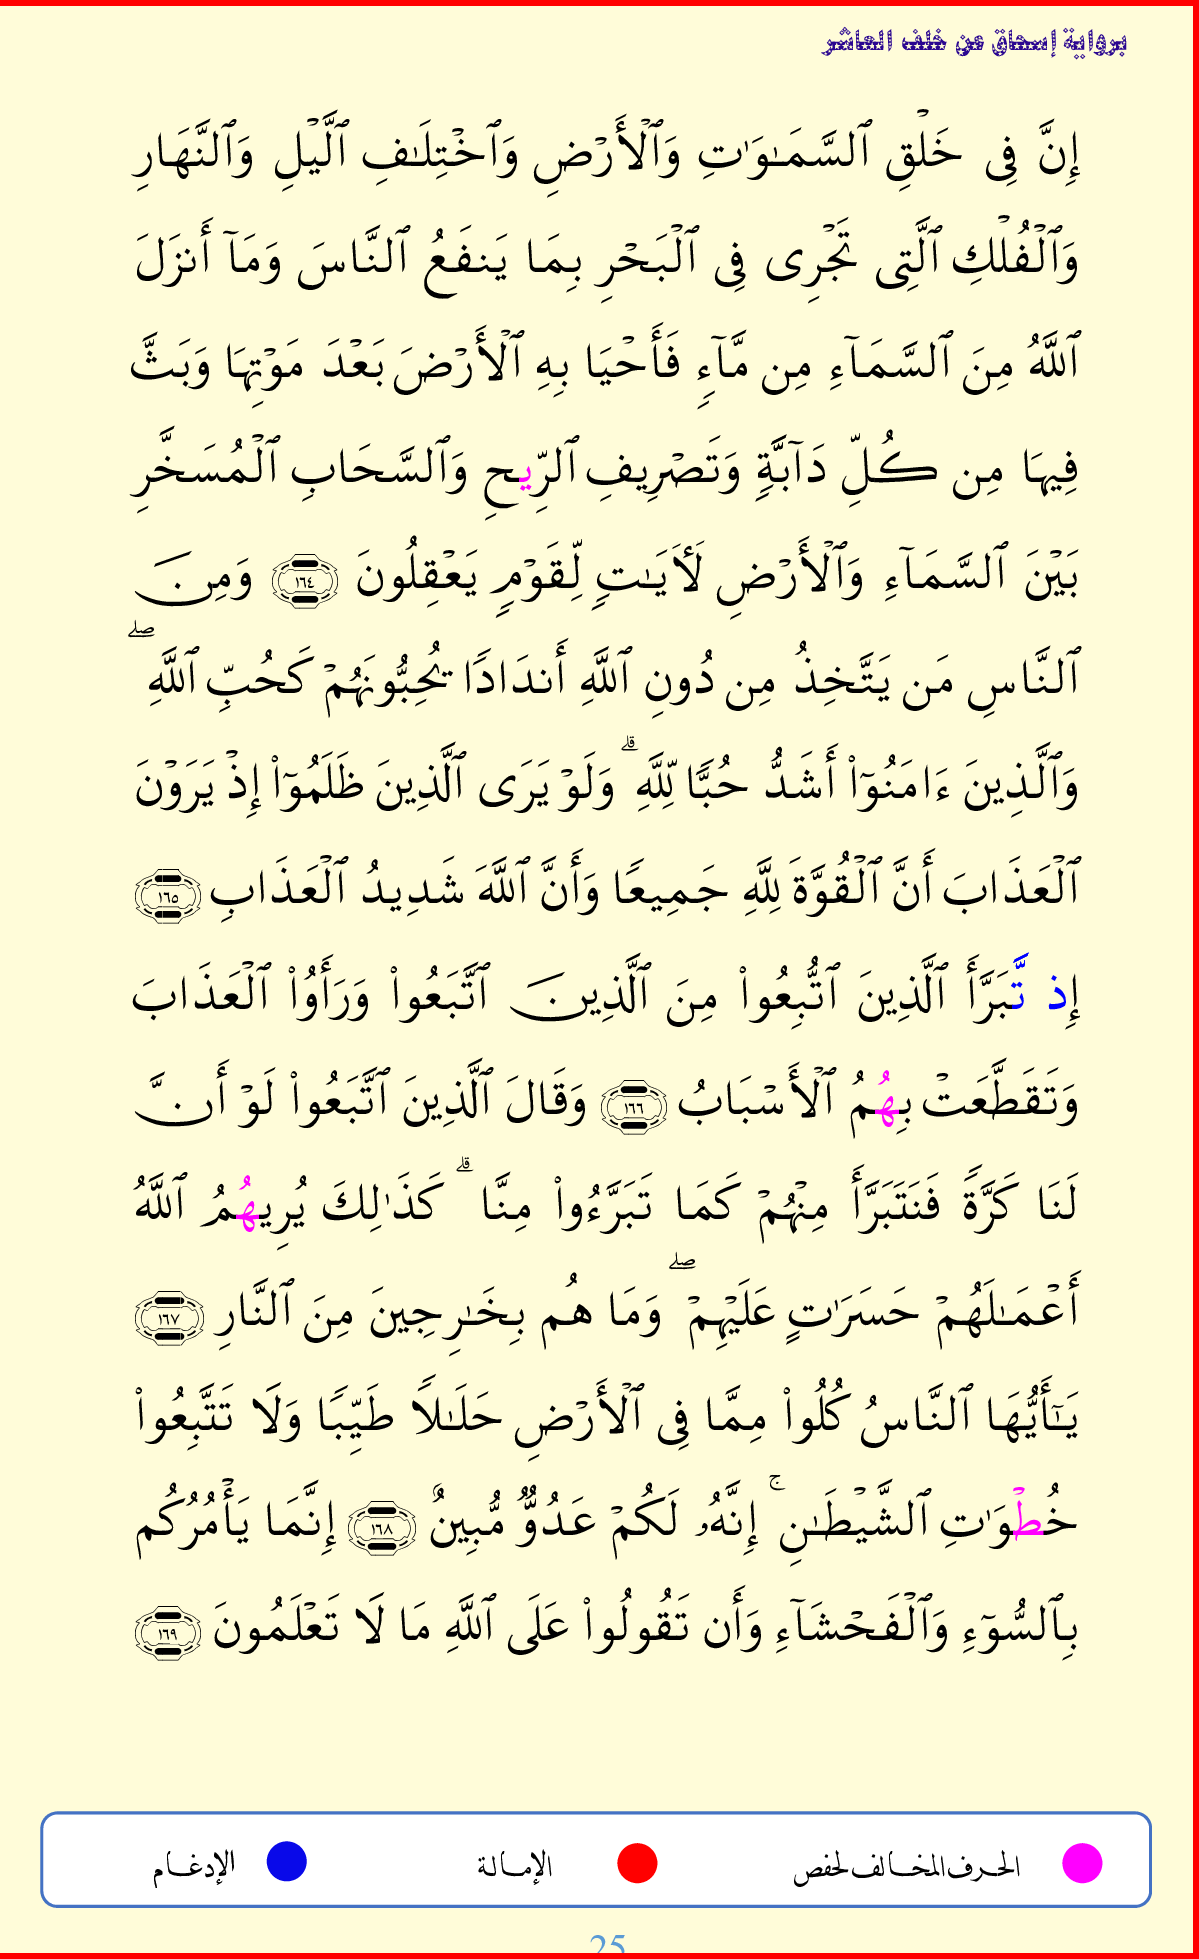 برواية إسحاق عن خلف العاشر
إِنَّ فِى خَلْقِ ٱلسَّمَـٰوَٰتِ وَٱلْأَرْضِ وَٱخْتِلَـٰفِ ٱلَّيْلِ وَٱلنَّهَارِ
وَٱلْفُلْكِ ٱلَّتِى تَجْرِى فِى ٱلْبَحْرِ بِمَا يَنفَعُ ٱلنَّاسَ وَمَآ أَنزَلَ
ٱللَّهُ مِنَ ٱلسَّمَآءِ مِن مَّآءٍ فَأَحْيَا بِهِ ٱلْأَرْضَ بَعْدَ مَوْتِهَا وَبَثَّ
فِيهَا مِن كُلِّ دَآبَّةٍ وَتَصْرِيفِ ٱلرِّيحِ وَٱلسَّحَابِ ٱلْمُسَخَّرِ
بَيْنَ ٱلسَّمَآءِ وَٱلْأَرْضِ لَأٓيَـٰتٍ لِّقَوْمٍ يَعْقِلُونَ ١٦٤ وَمِنَ
ٱلنَّاسِ مَن يَتَّخِذُ مِن دُونِ ٱللَّهِ أَندَادًا يُحِبُّونَهُمْ كَحُبِّ ٱللَّهِ ۖ
وَٱلَّذِينَ ءَامَنُوٓا۟ أَشَدُّ حُبًّا لِّلَّهِ ۗ وَلَوْ يَرَى ٱلَّذِينَ ظَلَمُوٓا۟ إِذْ يَرَوْنَ
ٱلْعَذَابَ أَنَّ ٱلْقُوَّةَ لِلَّهِ جَمِيعًا وَأَنَّ ٱللَّهَ شَدِيدُ ٱلْعَذَابِ ١٦٥
إِذ تَّبَرَّأَ ٱلَّذِينَ ٱتُّبِعُوا۟ مِنَ ٱلَّذِينَ ٱتَّبَعُوا۟ وَرَأَوُا۟ ٱلْعَذَابَ
وَتَقَطَّعَتْ بِهُمُ ٱلْأَسْبَابُ ١٦٦ وَقَالَ ٱلَّذِينَ ٱتَّبَعُوا۟ لَوْ أَنَّ
لَنَا كَرَّةً فَنَتَبَرَّأَ مِنْهُمْ كَمَا تَبَرَّءُوا۟ مِنَّا ۗ كَذَٰلِكَ يُرِيهُمُ ٱللَّهُ
أَعْمَـٰلَهُمْ حَسَرَٰتٍ عَلَيْهِمْ ۖ وَمَا هُم بِخَـٰرِجِينَ مِنَ ٱلنَّارِ ١٦٧
يَـٰٓأَيُّهَا ٱلنَّاسُ كُلُوا۟ مِمَّا فِى ٱلْأَرْضِ حَلَـٰلًا طَيِّبًا وَلَا تَتَّبِعُوا۟
خُطْوَٰتِ ٱلشَّيْطَـٰنِ ۚ إِنَّهُۥ لَكُمْ عَدُوٌّ مُّبِينٌ ١٦٨ إِنَّمَا يَأْمُرُكُم
بِٱلسُّوٓءِ وَٱلْفَحْشَآءِ وَأَن تَقُولُوا۟ عَلَى ٱللَّهِ مَا لَا تَعْلَمُونَ ١٦٩
الحرف المخالف لحفص الإمالة الإدغام
25